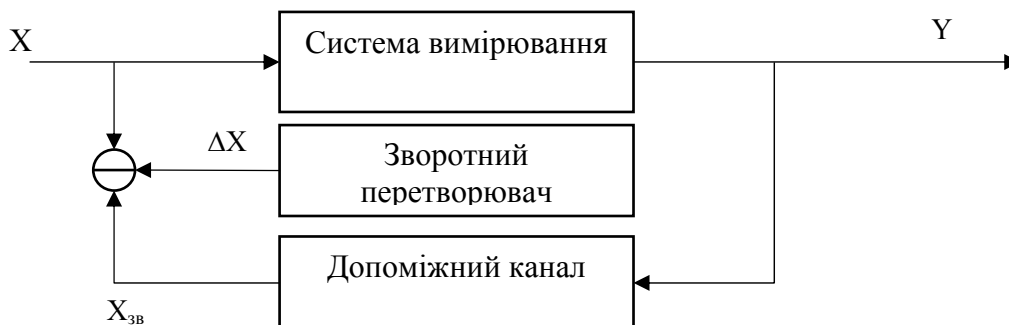 X
Система вимірювання
Y
ΔX
Зворотний
перетворювач
Допоміжний канал
Xзв